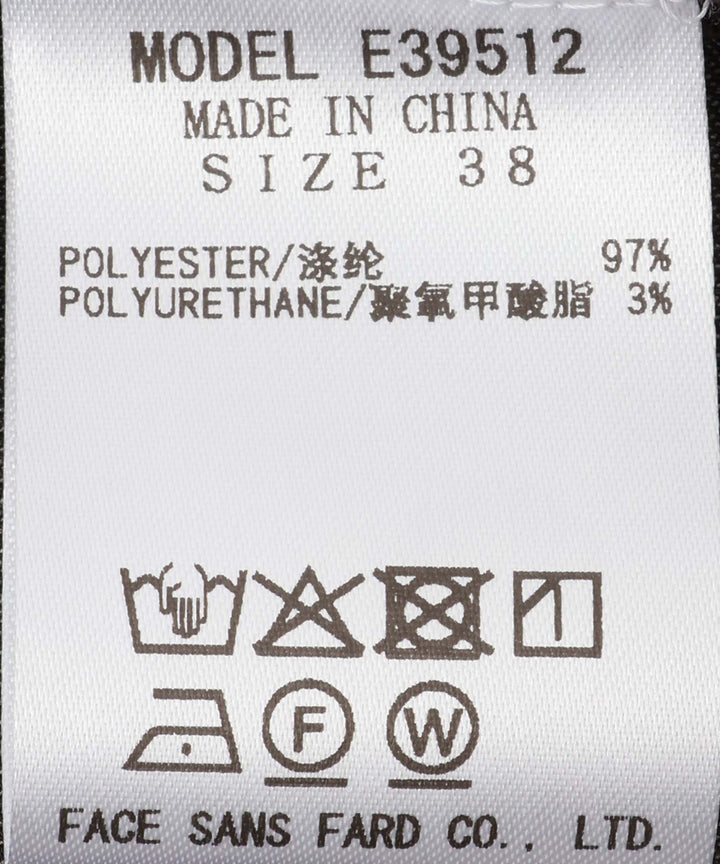 MODEL E39512
MADE IN CHINA
SIZE 38
POLYESTER/涤纶 97%
POLYURETHANE/聚氧甲酸脂 3%
F W
FACE SANS FARD CO., LTD.